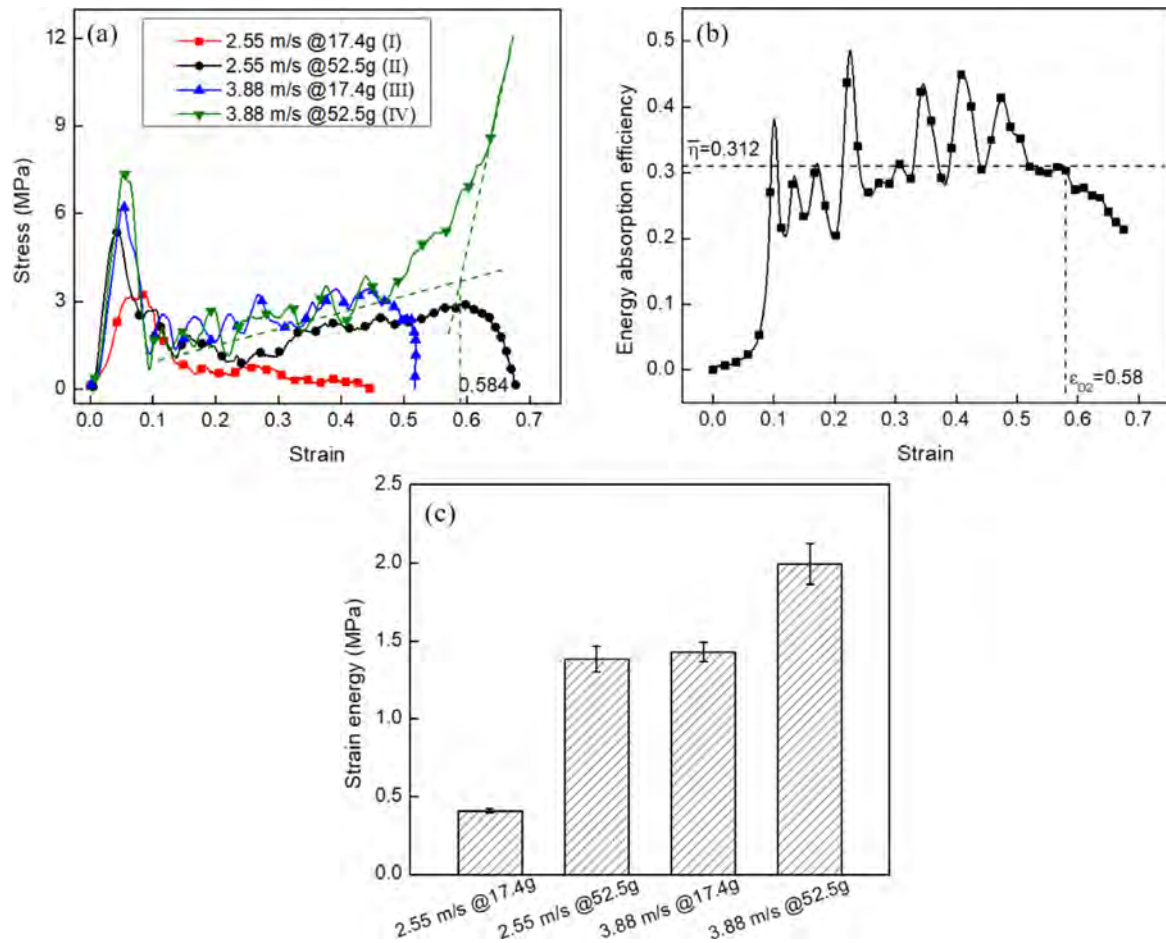 (a)
2.55 m/s @17.4g (I)
2.55 m/s @52.5g (II)
3.88 m/s @17.4g (III)
3.88 m/s @52.5g (IV)
12
9
6
3
0
Stress (MPa)
0.584
0.0 0.1 0.2 0.3 0.4 0.5 0.6 0.7
Strain
(b)
0.5
0.4
0.3
0.2
0.1
0.0
Energy absorption efficiency
η̅=0.312
ε_D2=0.58
0.0 0.1 0.2 0.3 0.4 0.5 0.6 0.7
Strain
(c)
2.5
2.0
1.5
1.0
0.5
0.0
Strain energy (MPa)
2.55 m/s @17.4g
2.55 m/s @52.5g
3.88 m/s @17.4g
3.88 m/s @52.5g